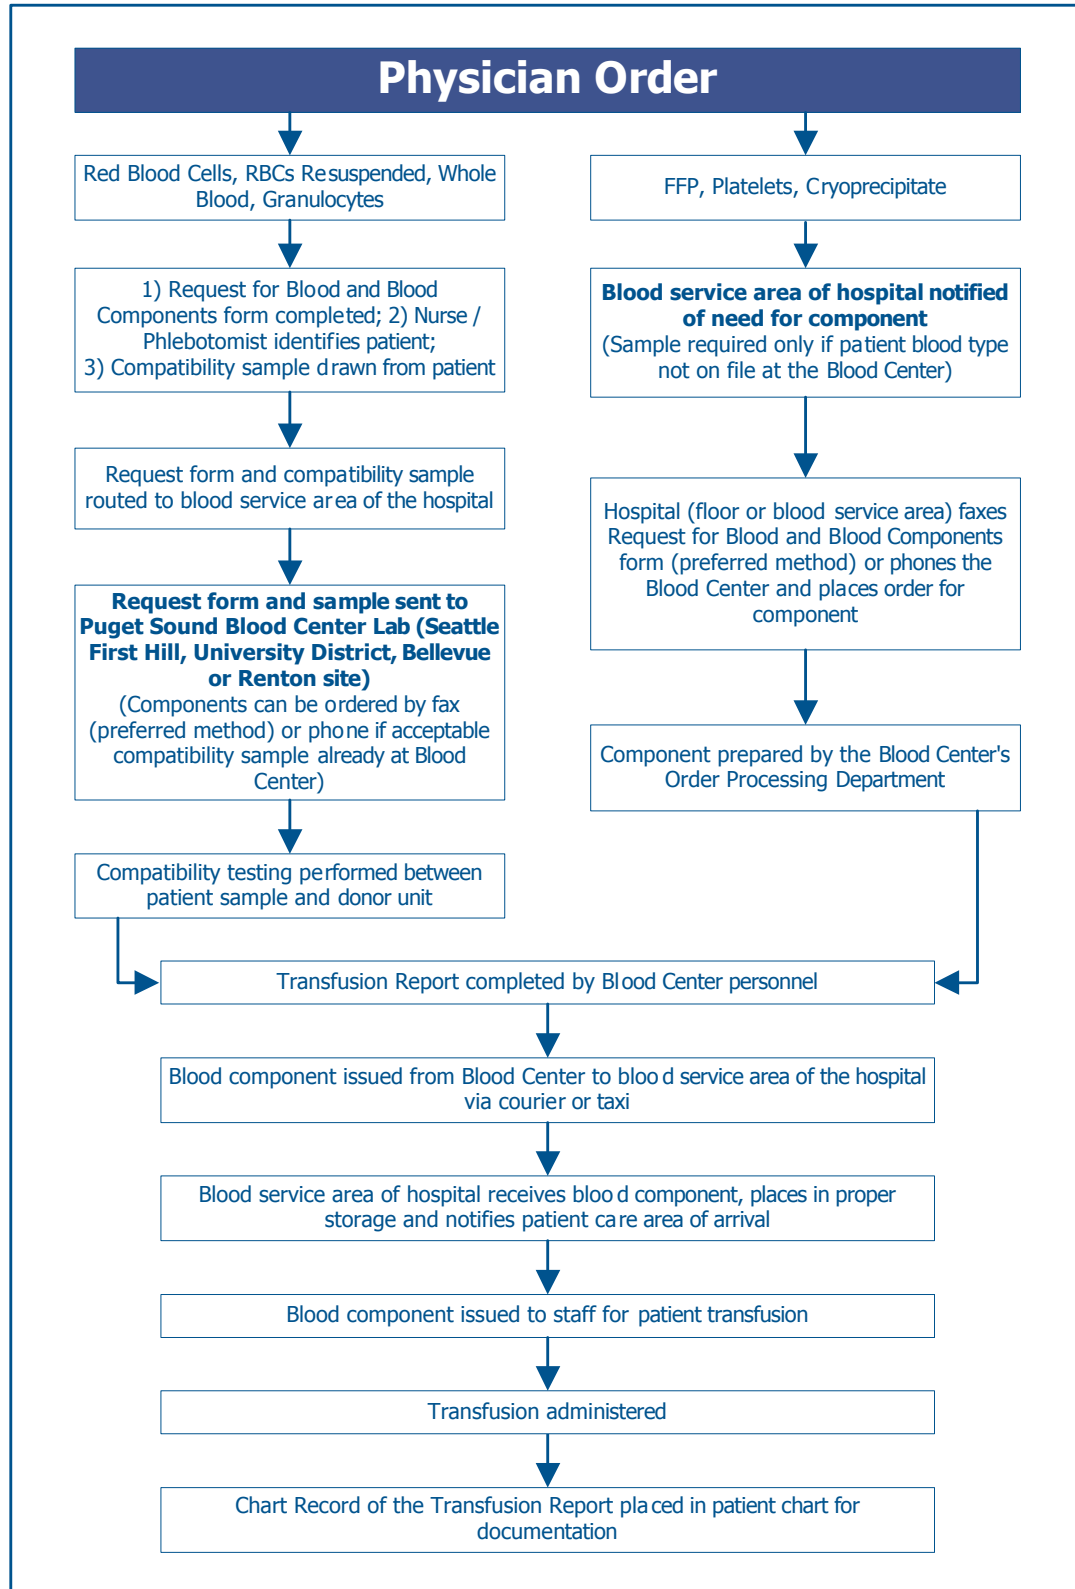 Physician Order
Red Blood Cells, RBCs Resuspended, Whole
Blood, Granulocytes
1) Request for Blood and Blood
Components form completed; 2) Nurse /
Phlebotomist identifies patient;
3) Compatibility sample drawn from patient
Request form and compatibility sample
routed to blood service area of the hospital
Request form and sample sent to
Puget Sound Blood Center Lab (Seattle
First Hill, University District, Bellevue
or Renton site)
(Components can be ordered by fax
(preferred method) or phone if acceptable
compatibility sample already at Blood
Center)
Compatibility testing performed between
patient sample and donor unit
FFP, Platelets, Cryoprecipitate
Blood service area of hospital notified
of need for component
(Sample required only if patient blood type
not on file at the Blood Center)
Hospital (floor or blood service area) faxes
Request for Blood and Blood Components
form (preferred method) or phones the
Blood Center and places order for
component
Component prepared by the Blood Center's
Order Processing Department
Transfusion Report completed by Blood Center personnel
Blood component issued from Blood Center to blood service area of the hospital
via courier or taxi
Blood service area of hospital receives blood component, places in proper
storage and notifies patient care area of arrival
Blood component issued to staff for patient transfusion
Transfusion administered
Chart Record of the Transfusion Report placed in patient chart for
documentation